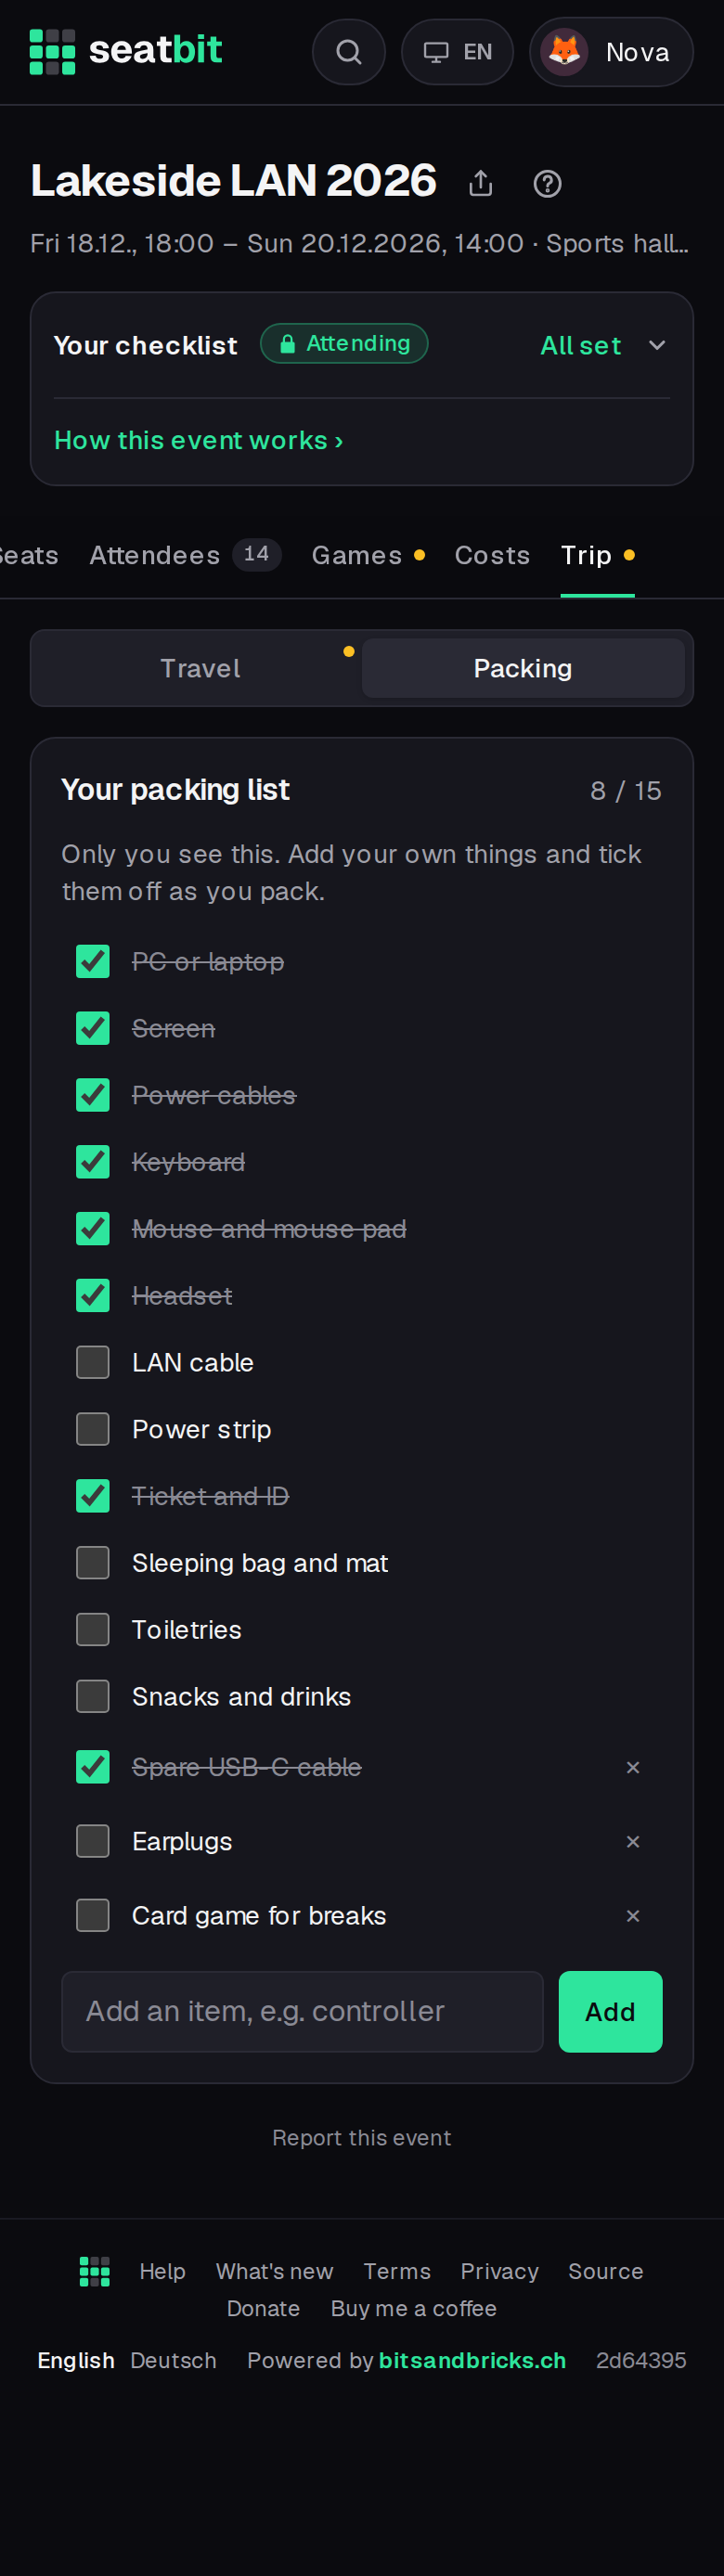 seatbit
EN
Nova
Lakeside LAN 2026
Fri 18.12., 18:00 – Sun 20.12.2026, 14:00 · Sports hall…
Your checklist
Attending
All set
How this event works ›
Seats
Attendees 14
Games
Costs
Trip
Travel
Packing
Your packing list
8 / 15
Only you see this. Add your own things and tick
them off as you pack.
PC or laptop
Screen
Power cables
Keyboard
Mouse and mouse pad
Headset
LAN cable
Power strip
Ticket and ID
Sleeping bag and mat
Toiletries
Snacks and drinks
Spare USB-C cable ×
Earplugs ×
Card game for breaks ×
Add an item, e.g. controller
Add
Report this event
Help What's new Terms Privacy Source
Donate Buy me a coffee
English Deutsch Powered by bitsandbricks.ch 2d64395